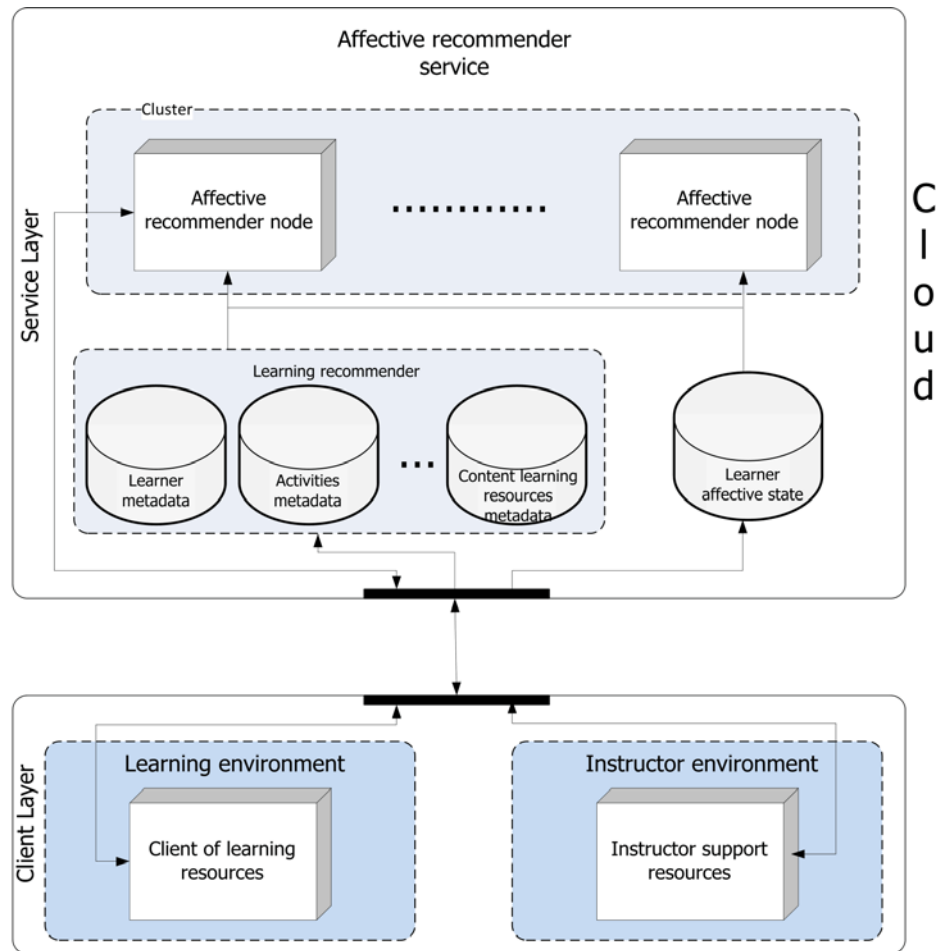 Affective recommender
service
Cluster
Affective
recommender node
............
Affective
recommender node
Service Layer
Cloud
Learning recommender
Learner
metadata
Activities
metadata
...
Content learning
resources
metadata
Learner
affective state
Client Layer
Learning environment
Client of learning
resources
Instructor environment
Instructor support
resources